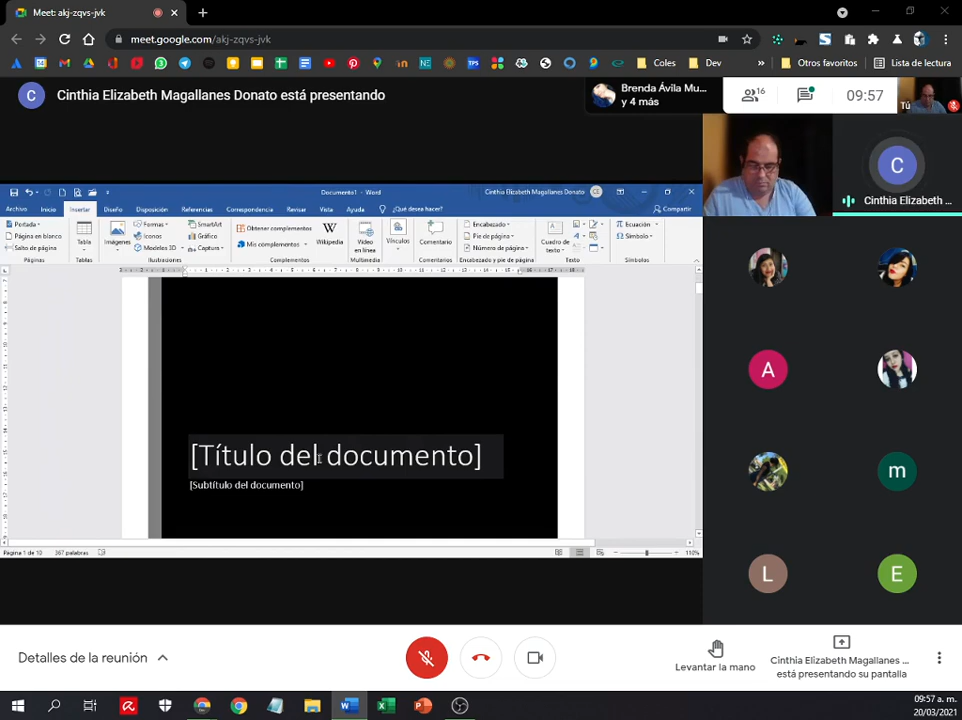 Meet: akj-zqvs-jvk
meet.google.com/akj-zqvs-jvk
Coles
Dev
Otros favoritos
Lista de lectura
C
Cinthia Elizabeth Magallanes Donato está presentando
Brenda Ávila Mu...
y 4 más
16
09:57
Tú
C
Cinthia Elizabeth ...
Documento1 - Word
Cinthia Elizabeth Magallanes Donato
CE
Archivo
Inicio
Insertar
Diseño
Disposición
Referencias
Correspondencia
Revisar
Vista
Ayuda
¿Qué desea hacer?
Compartir
Portada
Página en blanco
Salto de página
Páginas
Tabla
Tablas
Imágenes
Formas
Iconos
Modelos 3D
SmartArt
Gráfico
Captura
Ilustraciones
Obtener complementos
Mis complementos
Wikipedia
Complementos
Vídeo
en línea
Multimedia
Vínculos
Comentario
Comentarios
Encabezado
Pie de página
Número de página
Encabezado y pie de página
Cuadro de
texto
Texto
Ecuación
Símbolo
Símbolos
[Título del documento]
[Subtítulo del documento]
Página 1 de 10
367 palabras
110%
A
m
L
E
Detalles de la reunión
Levantar la mano
Cinthia Elizabeth Magallanes ...
está presentando su pantalla
09:57 a. m.
20/03/2021